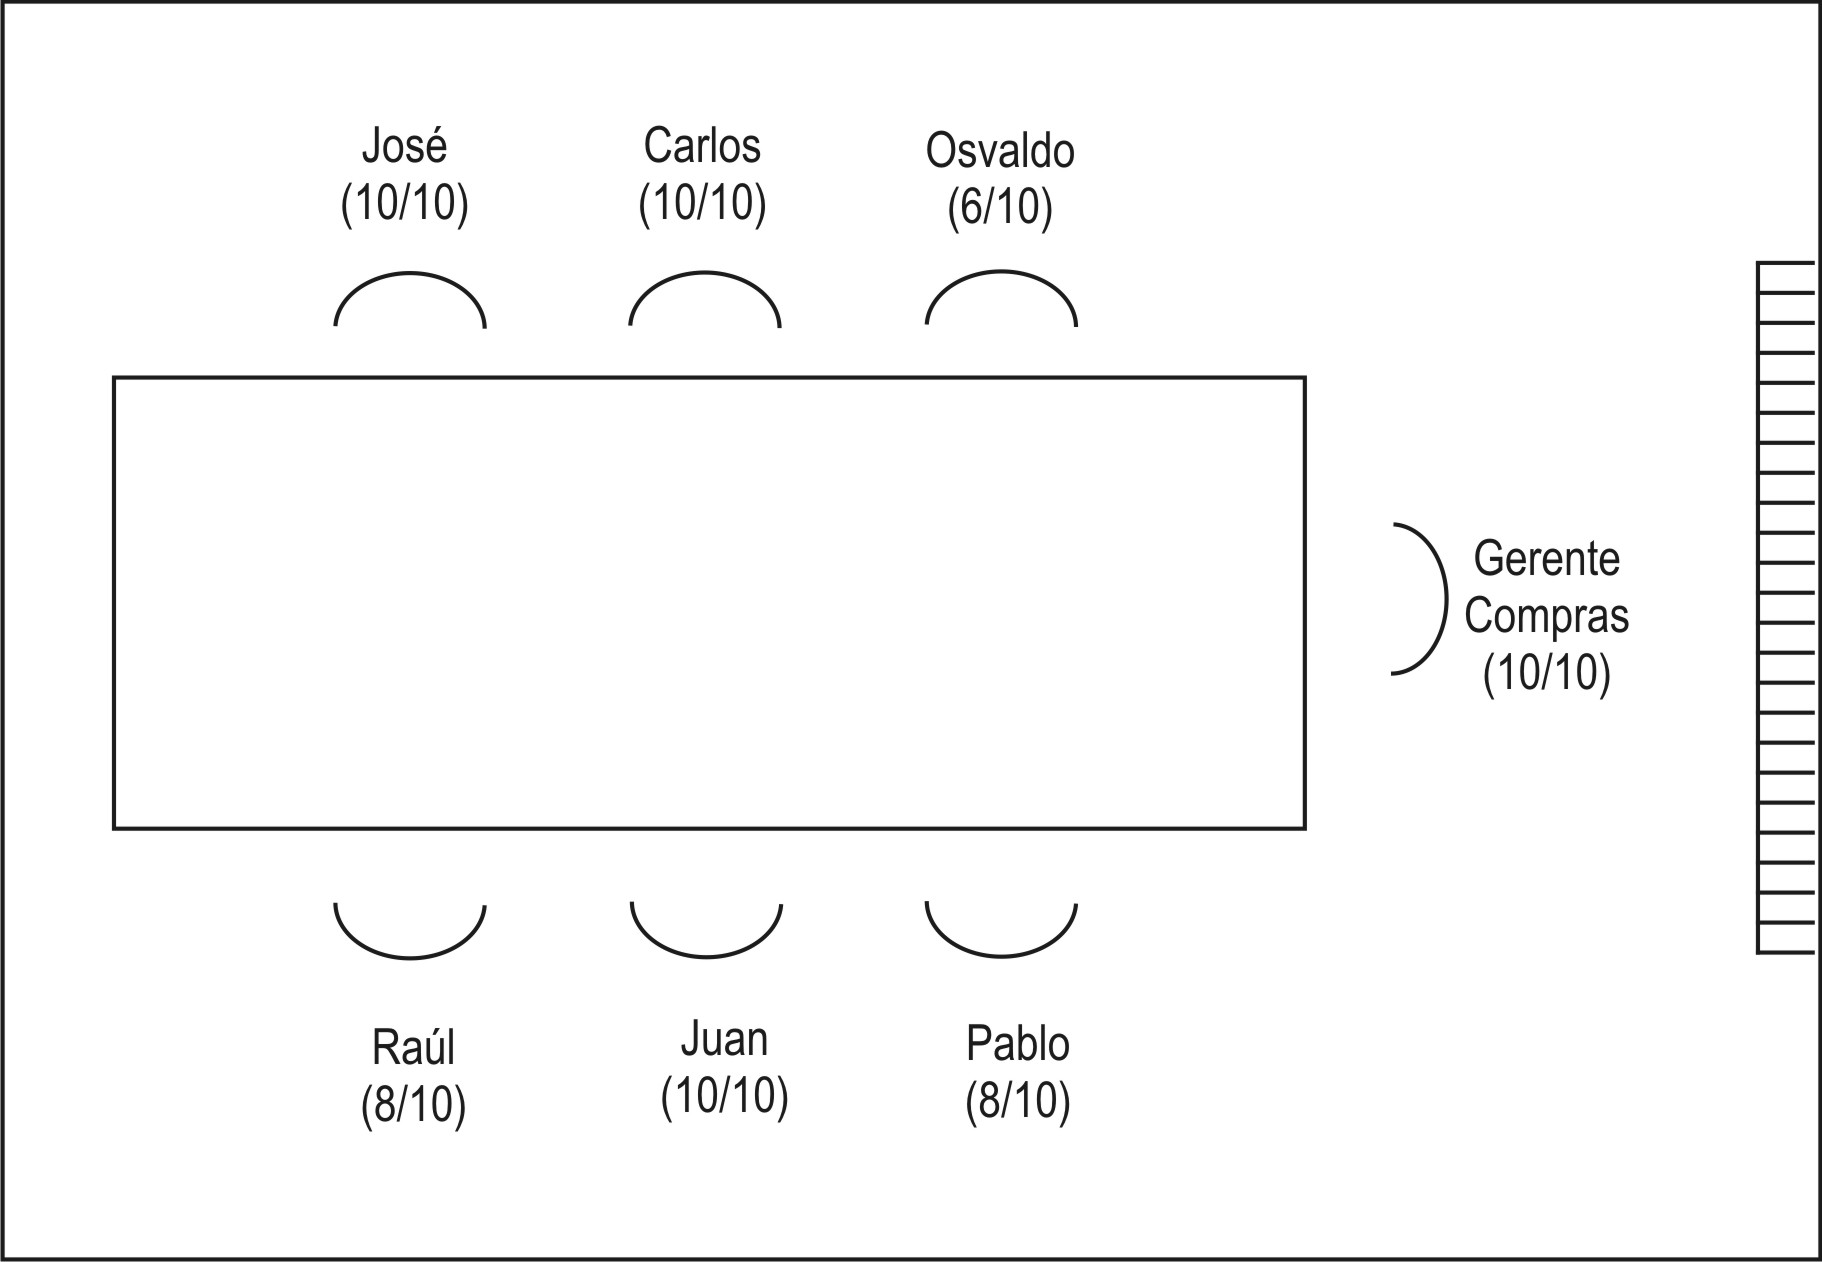 José
(10/10)
Carlos
(10/10)
Osvaldo
(6/10)
Gerente
Compras
(10/10)
Raúl
(8/10)
Juan
(10/10)
Pablo
(8/10)